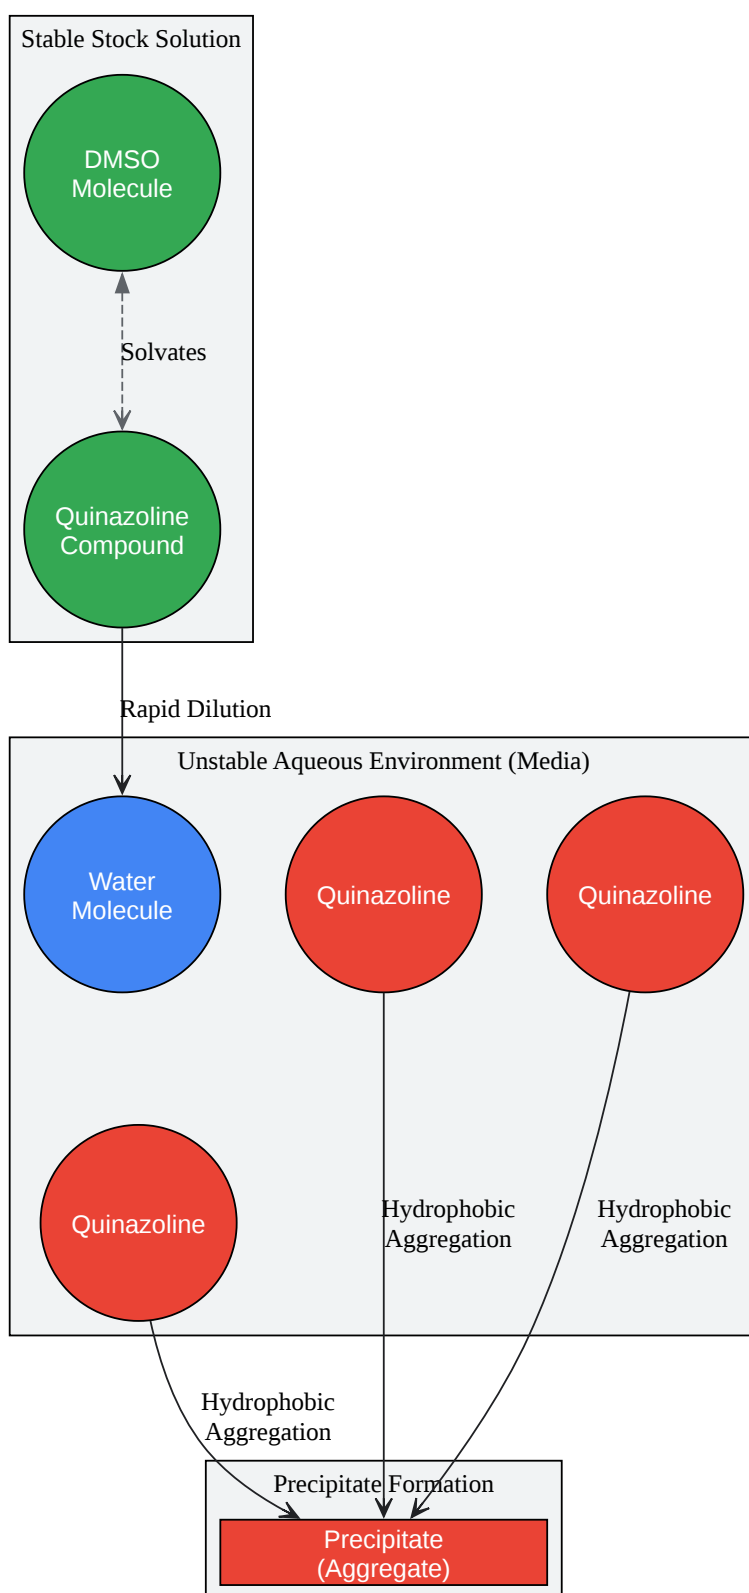 Stable Stock Solution
DMSO
Molecule
Solvates
Quinazoline
Compound
Rapid Dilution
Unstable Aqueous Environment (Media)
Water
Molecule
Quinazoline
Quinazoline
Quinazoline
Hydrophobic
Aggregation
Hydrophobic
Aggregation
Hydrophobic
Aggregation
Precipitate Formation
Precipitate
(Aggregate)